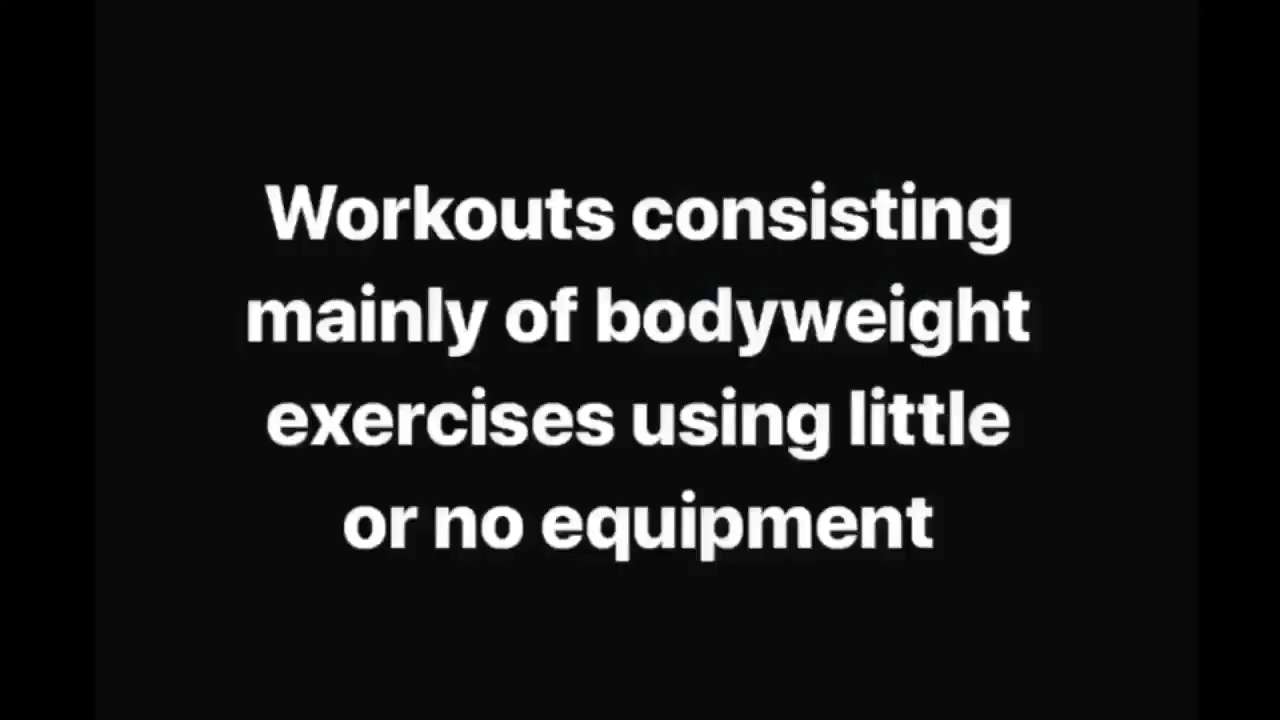 Workouts consisting
mainly of bodyweight
exercises using little
or no equipment